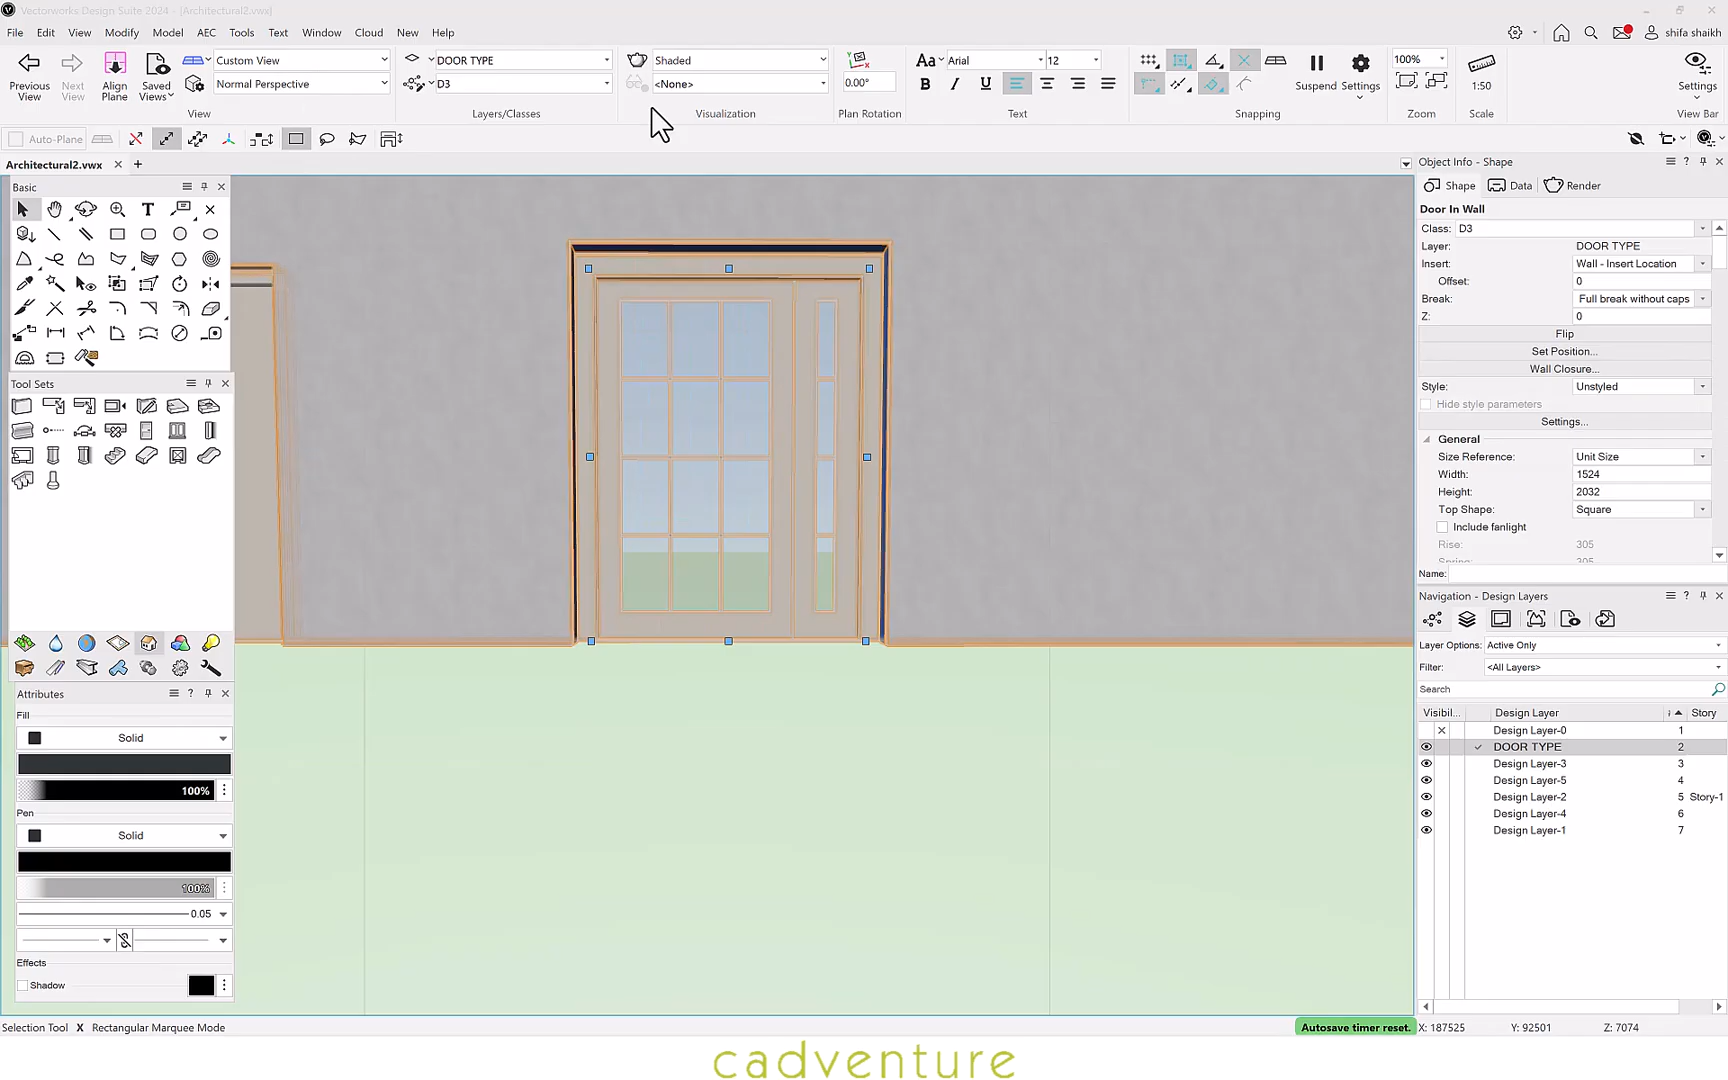 Vectorworks Design Suite 2024 - [Architectural2.vwx]
File Edit View Modify Model AEC Tools Text Window Cloud New Help
shifa shaikh
Previous View
Next View
Align Plane
Saved Views
Custom View
Normal Perspective
View
DOOR TYPE
D3
Layers/Classes
Shaded
<None>
Visualization
0.00°
Plan Rotation
Aa Arial 12
B I U
Text
Suspend Settings
Snapping
100%
Zoom
1:50
Scale
Settings
View Bar
Auto-Plane
Architectural2.vwx
Basic
Tool Sets
Attributes
Fill
Solid
100%
Pen
Solid
100%
0.05
Effects
Shadow
Object Info - Shape
Shape Data Render
Door In Wall
Class: D3
Layer: DOOR TYPE
Insert: Wall - Insert Location
Offset: 0
Break: Full break without caps
Z: 0
Flip
Set Position...
Wall Closure...
Style: Unstyled
Hide style parameters
Settings...
General
Size Reference: Unit Size
Width: 1524
Height: 2032
Top Shape: Square
Include fanlight
Rise: 305
Spring: 305
Name:
Navigation - Design Layers
Layer Options: Active Only
Filter: <All Layers>
Search
Visibil... Design Layer Story
Design Layer-0 1
DOOR TYPE 2
Design Layer-3 3
Design Layer-5 4
Design Layer-2 5 Story-1
Design Layer-4 6
Design Layer-1 7
Selection Tool X Rectangular Marquee Mode
Autosave timer reset.
X: 187525 Y: 92501 Z: 7074
cadventure